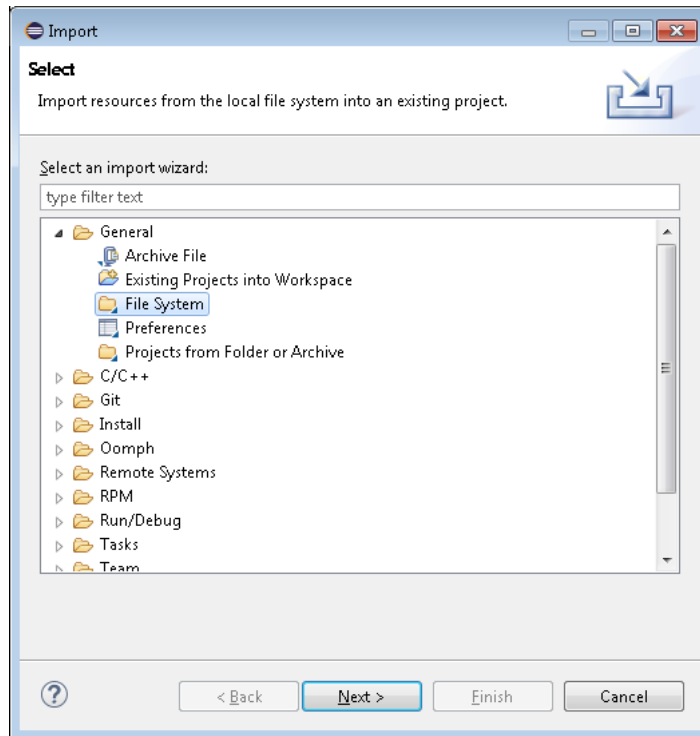 Import
Select
Import resources from the local file system into an existing project.
Select an import wizard:
type filter text
General
Archive File
Existing Projects into Workspace
File System
Preferences
Projects from Folder or Archive
C/C++
Git
Install
Oomph
Remote Systems
RPM
Run/Debug
Tasks
Team
? < Back Next > Finish Cancel